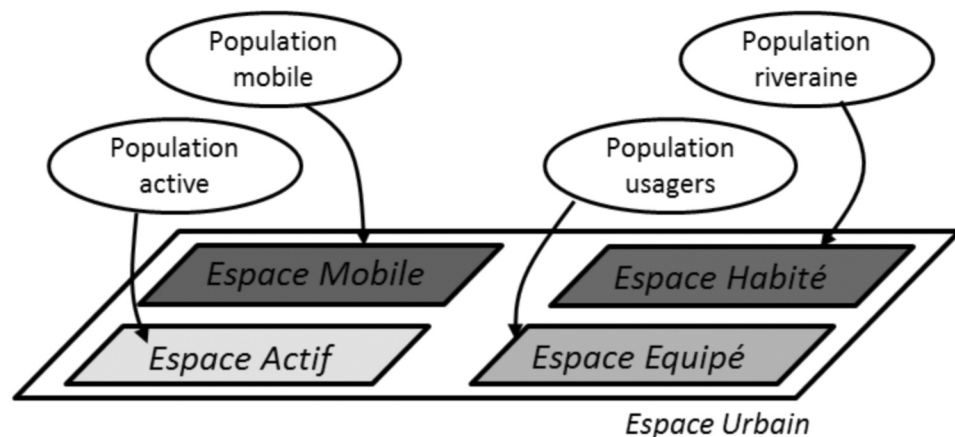 Population
mobile
Population
riveraine
Population
active
Population
usagers
Espace Mobile
Espace Habité
Espace Actif
Espace Equipé
Espace Urbain